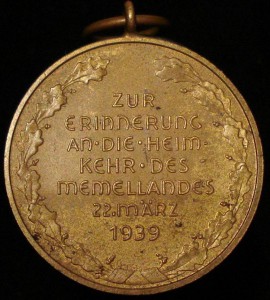 ZUR
ERINNERUNG
AN·DIE·HEIM-
KEHR·DES
MEMELLANDES
22.MÄRZ
1939